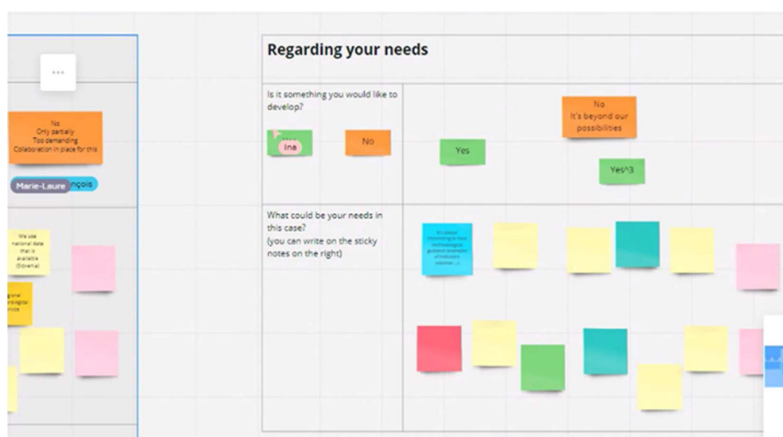 Regarding your needs
Is it something you would like to
develop?
Ina
No
Yes
No
It's beyond our
possibilities
Yes^3
What could be your needs in
this case?
(you can write on the sticky
notes on the right)
No
Only partially
Too demanding
Collaboration in place for this
Marie-Laure
nçois
We use
national data
that is
available
(Slovenia)